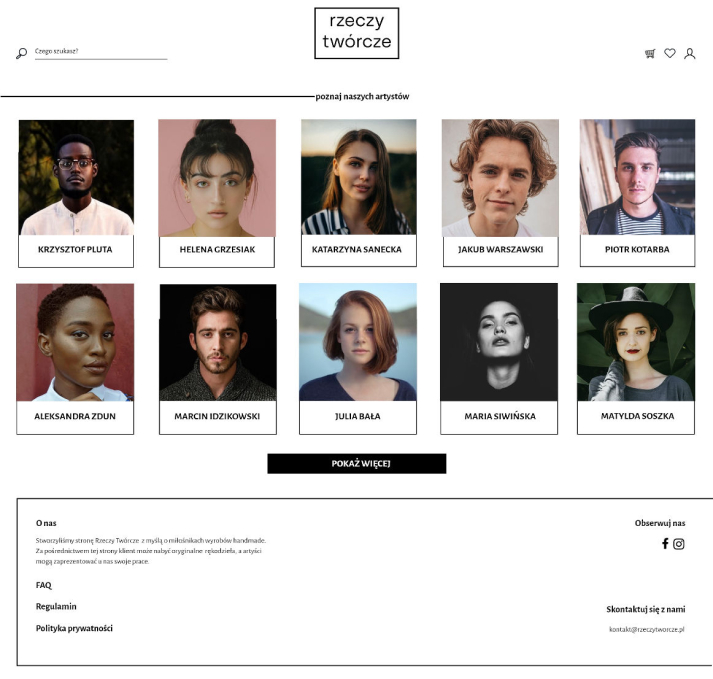 rzeczy
twórcze
Czego szukasz?
poznaj naszych artystów
KRZYSZTOF PLUTA
HELENA GRZESIAK
KATARZYNA SANECKA
JAKUB WARSZAWSKI
PIOTR KOTARBA
ALEKSANDRA ZDUN
MARCIN IDZIKOWSKI
JULIA BAŁA
MARIA SIWIŃSKA
MATYLDA SOSZKA
POKAŻ WIĘCEJ
O nas
Stworzyliśmy stronę Rzeczy Twórcze z myślą o miłośnikach wyrobów handmade.
Za pośrednictwem tej strony klient może nabyć oryginalne rękodzieła, a artyści
mogą zaprezentować u nas swoje prace.
FAQ
Regulamin
Polityka prywatności
Obserwuj nas
Skontaktuj się z nami
kontakt@rzeczytworcze.pl